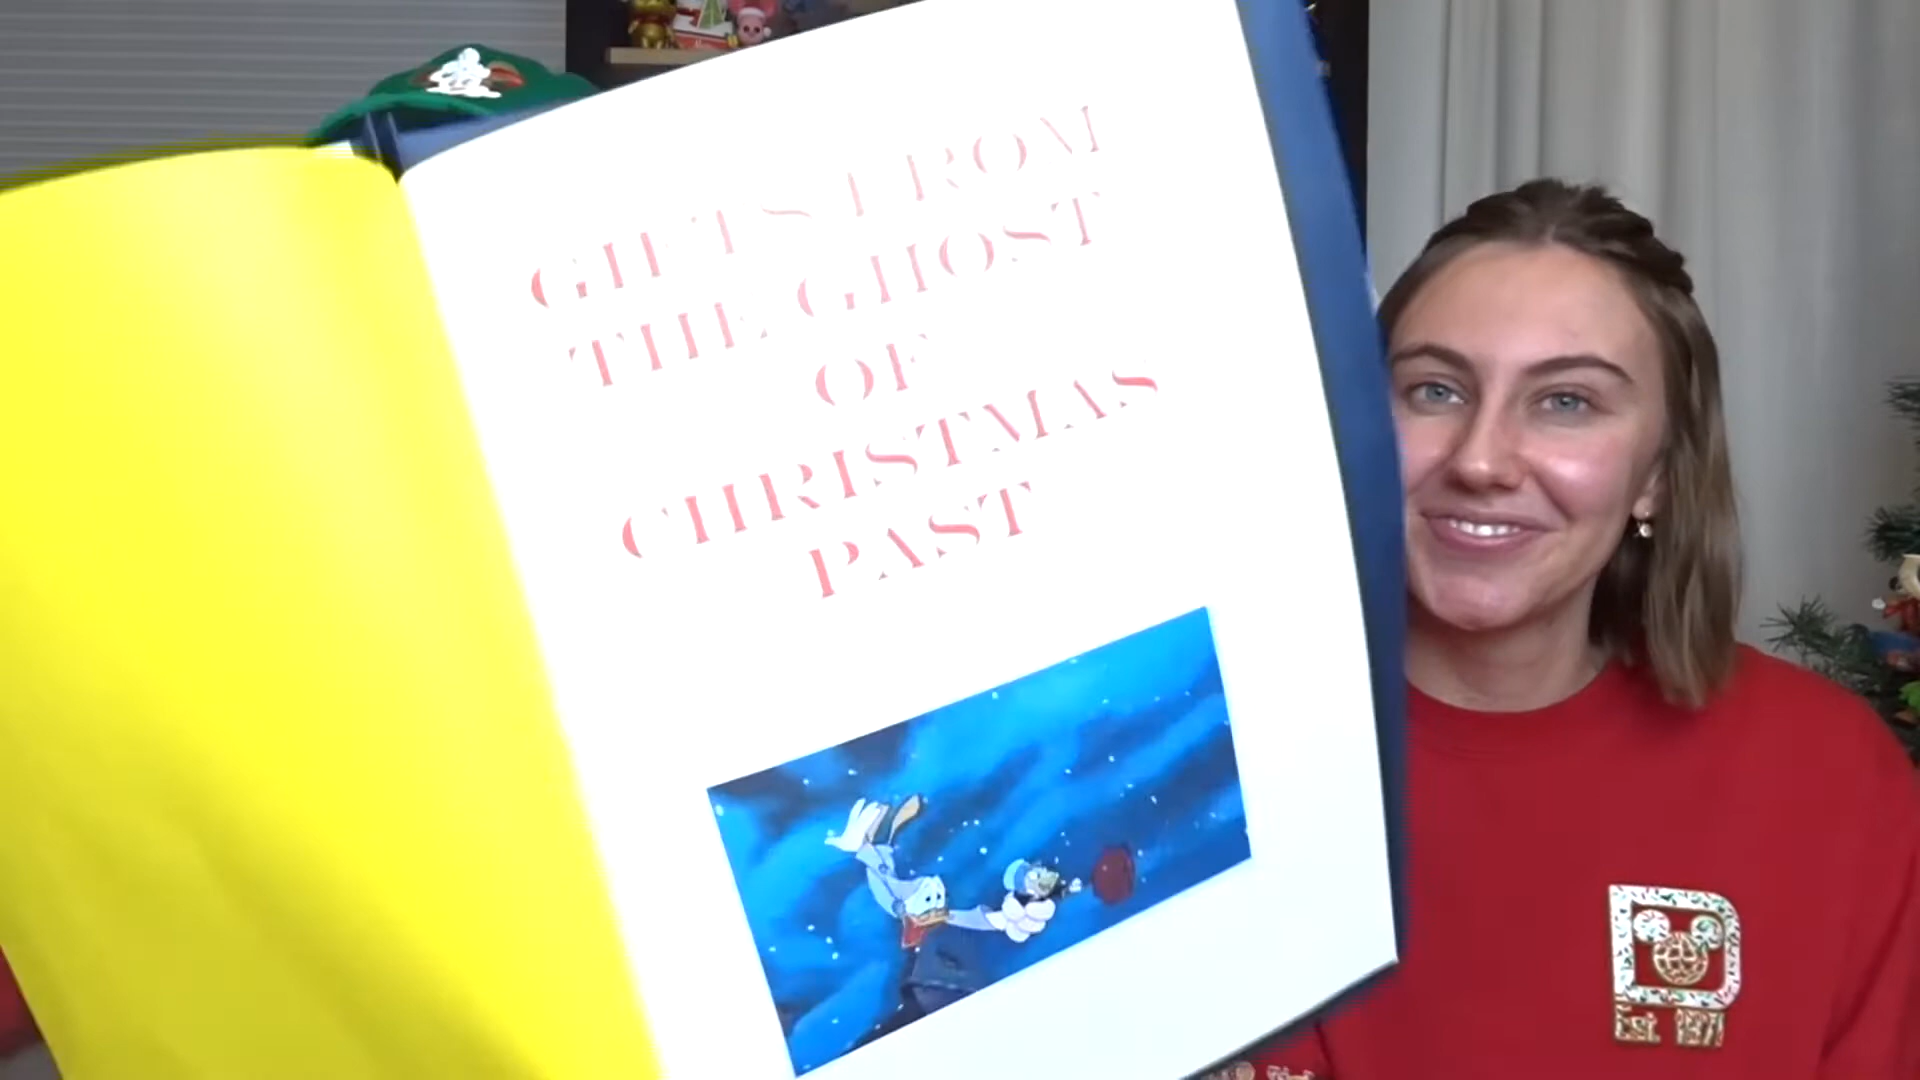 GIFTS FROM
THE GHOST
OF
CHRISTMAS
PAST
D
Est. 1971